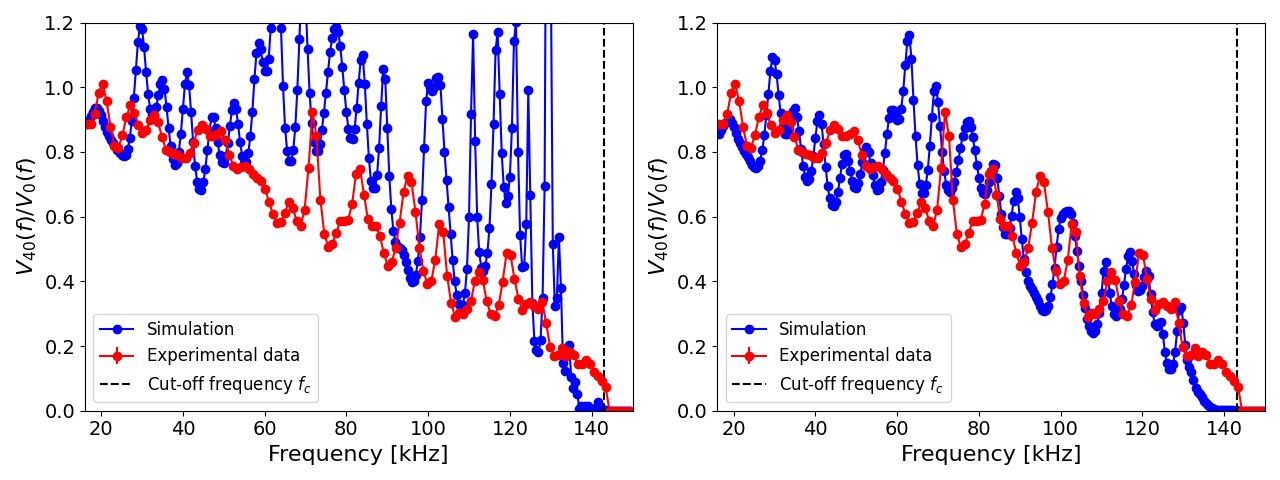 1.2
1.0
0.8
0.6
0.4
0.2
0.0
V40(f)/V0(f)
Simulation
Experimental data
Cut-off frequency fc
20 40 60 80 100 120 140
Frequency [kHz]
1.2
1.0
0.8
0.6
0.4
0.2
0.0
V40(f)/V0(f)
Simulation
Experimental data
Cut-off frequency fc
20 40 60 80 100 120 140
Frequency [kHz]